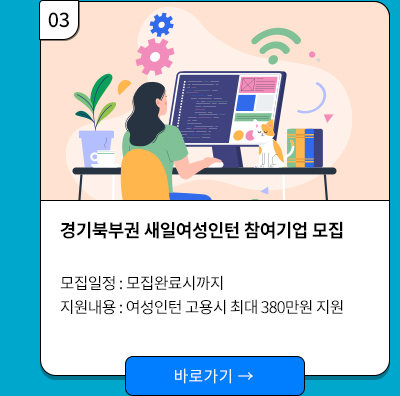 03
경기북부권 새일여성인턴 참여기업 모집
모집일정 : 모집완료시까지
지원내용 : 여성인턴 고용시 최대 380만원 지원
바로가기 →